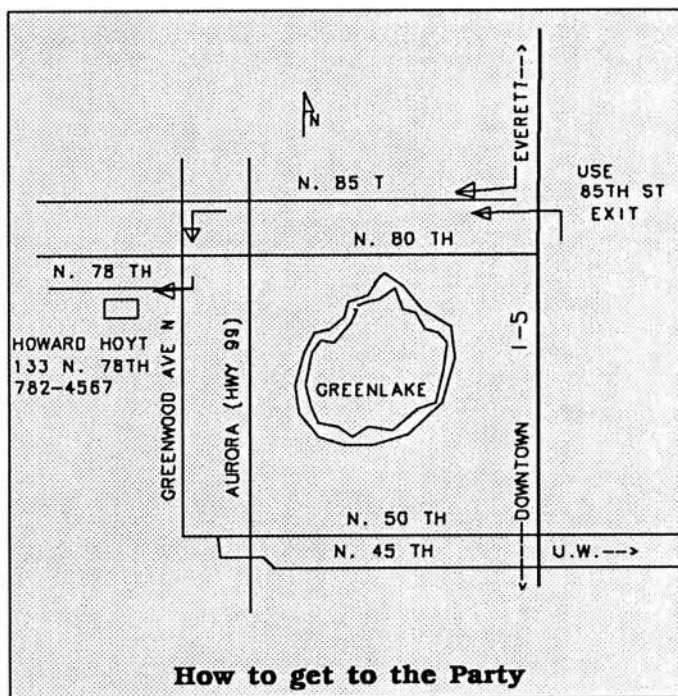 EVERETT--->
N
N. 85 T
USE
85TH ST
EXIT
N. 80 TH
N. 78 TH
HOWARD HOYT
133 N. 78TH
782-4567
GREENWOOD AVE N
AURORA (HWY 99)
GREENLAKE
I-5
<-----DOWNTOWN
N. 50 TH
N. 45 TH
U.W.--->
How to get to the Party